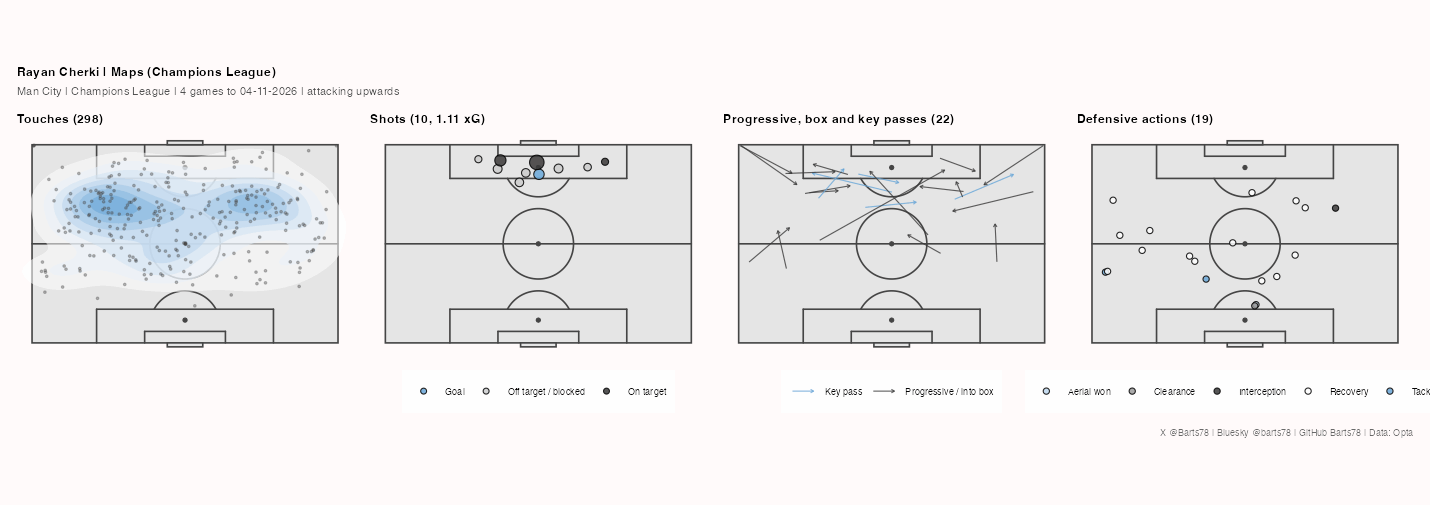 Rayan Cherki | Maps (Champions League)
Man City | Champions League | 4 games to 04-11-2026 | attacking upwards
Touches (298)
Shots (10, 1.11 xG)
Progressive, box and key passes (22)
Defensive actions (19)
Goal
Off target / blocked
On target
Key pass
Progressive / into box
Aerial won
Clearance
Interception
Recovery
Tack
X @Barts78 | Bluesky @barts78 | GitHub Barts78 | Data: Opta